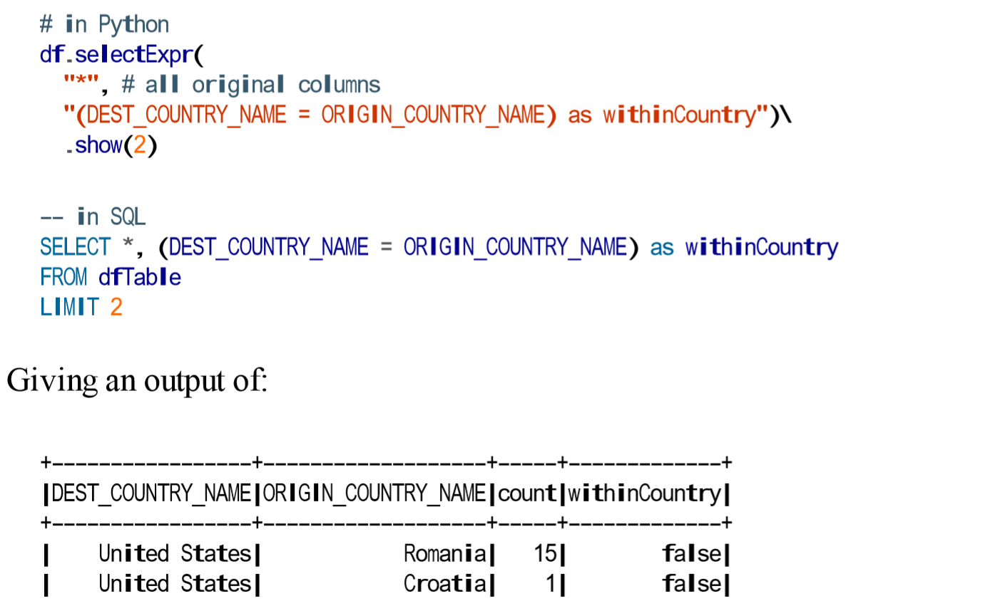 # in Python
df.selectExpr(
  "*", # all original columns
  "(DEST_COUNTRY_NAME = ORIGIN_COUNTRY_NAME) as withinCountry")\
  .show(2)
-- in SQL
SELECT *, (DEST_COUNTRY_NAME = ORIGIN_COUNTRY_NAME) as withinCountry
FROM dfTable
LIMIT 2
Giving an output of:
+-----------------+-------------------+-----+-------------+
|DEST_COUNTRY_NAME|ORIGIN_COUNTRY_NAME|count|withinCountry|
+-----------------+-------------------+-----+-------------+
|    United States|            Romania|   15|        false|
|    United States|            Croatia|    1|        false|